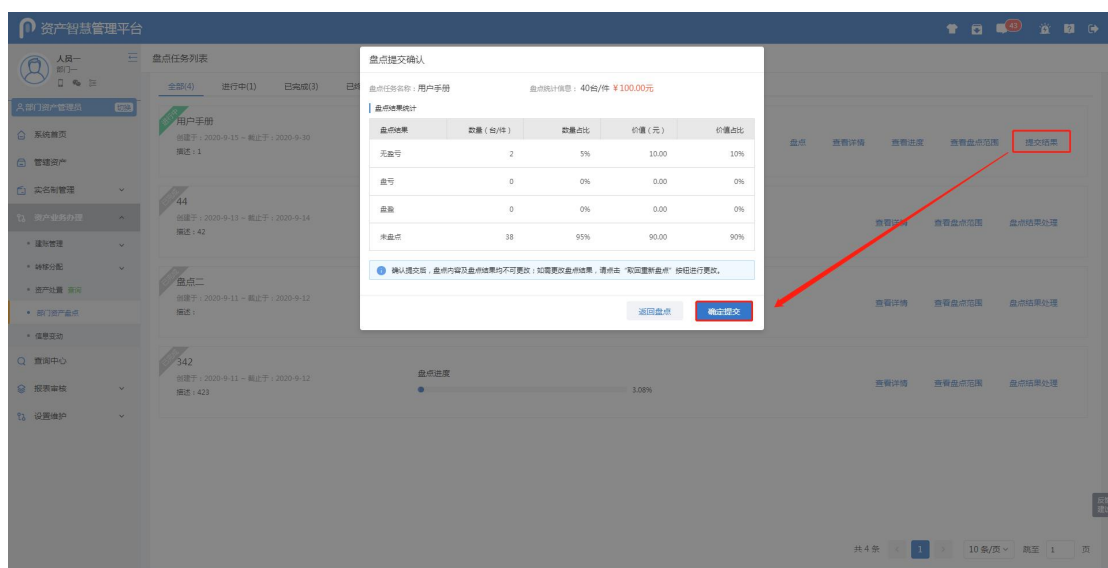 资产智慧管理平台
43
人员一
部门一
部门资产管理员
系统首页
管辖资产
实名制管理
资产业务办理
建账管理
转移分配
资产处置
部门资产盘点
信息变动
查询中心
报表审核
设置维护
盘点任务列表
全部(4) 进行中(1) 已完成(3)
用户手册
创建于：2020-9-15 ~ 截止于：2020-9-30
描述：1
盘点 查看详情 查看进度 查看盘点范围 提交结果
44
创建于：2020-9-13 ~ 截止于：2020-9-14
描述：42
查看详情 查看盘点范围 盘点结果处理
盘点二
创建于：2020-9-11 ~ 截止于：2020-9-12
描述：
查看详情 查看盘点范围 盘点结果处理
342
创建于：2020-9-11 ~ 截止于：2020-9-12
描述：423
盘点进度
3.08%
查看详情 查看盘点范围 盘点结果处理
盘点提交确认
盘点任务名称：用户手册 盘点统计信息：40台/件 ￥100.00元
盘点结果统计
盘点结果 数量（台/件） 数量占比 价值（元） 价值占比
无盈亏 2 5% 10.00 10%
盘亏 0 0% 0.00 0%
盘盈 0 0% 0.00 0%
未盘点 38 95% 90.00 90%
确认提交后，盘点内容及盘点结果均不可更改；如需更改盘点结果，请点击“取回重新盘点”按钮进行更改。
返回盘点 确定提交
共 4 条 1 10 条/页 跳至 1 页